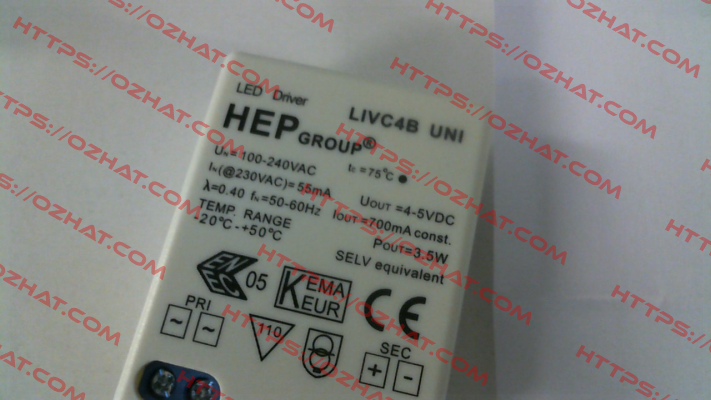 LED Driver
LIVC4B UNI
HEP GROUP®
UN=100-240VAC
tc=75°C
IN(@230VAC)=55mA
UOUT=4-5VDC
λ=0.40 fN=50-60Hz
IOUT=700mA const.
TEMP. RANGE
POUT=3.5W
-20°C-+50°C
SELV equivalent
ENEC 05
KEMA
KEUR
CE
PRI
~ ~
110
SEC
+ -
HTTPS://OZHAT.COM